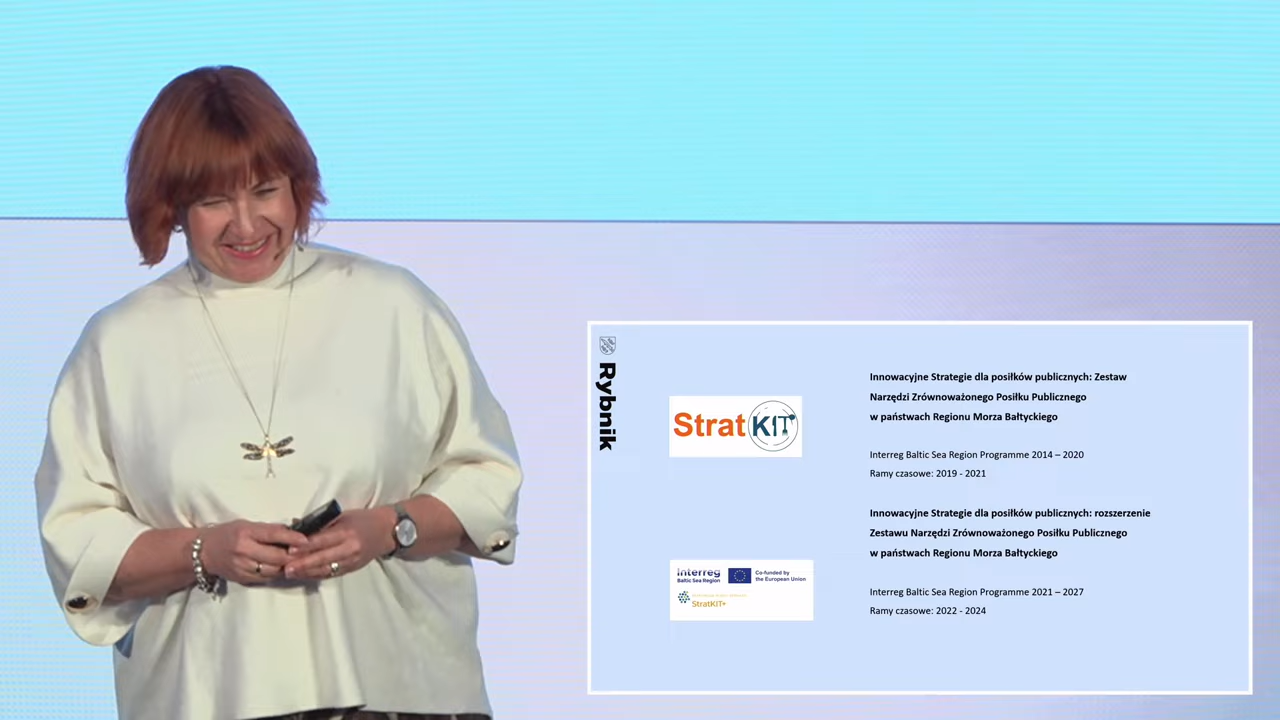 Rybnik
StratKIT
Innowacyjne Strategie dla posiłków publicznych: Zestaw
Narzędzi Zrównoważonego Posiłku Publicznego
w państwach Regionu Morza Bałtyckiego
Interreg Baltic Sea Region Programme 2014 – 2020
Ramy czasowe: 2019 - 2021
Innowacyjne Strategie dla posiłków publicznych: rozszerzenie
Zestawu Narzędzi Zrównoważonego Posiłku Publicznego
w państwach Regionu Morza Bałtyckiego
Interreg Baltic Sea Region Programme 2021 – 2027
Ramy czasowe: 2022 - 2024
Interreg
Baltic Sea Region
Co-funded by
the European Union
StratKIT+